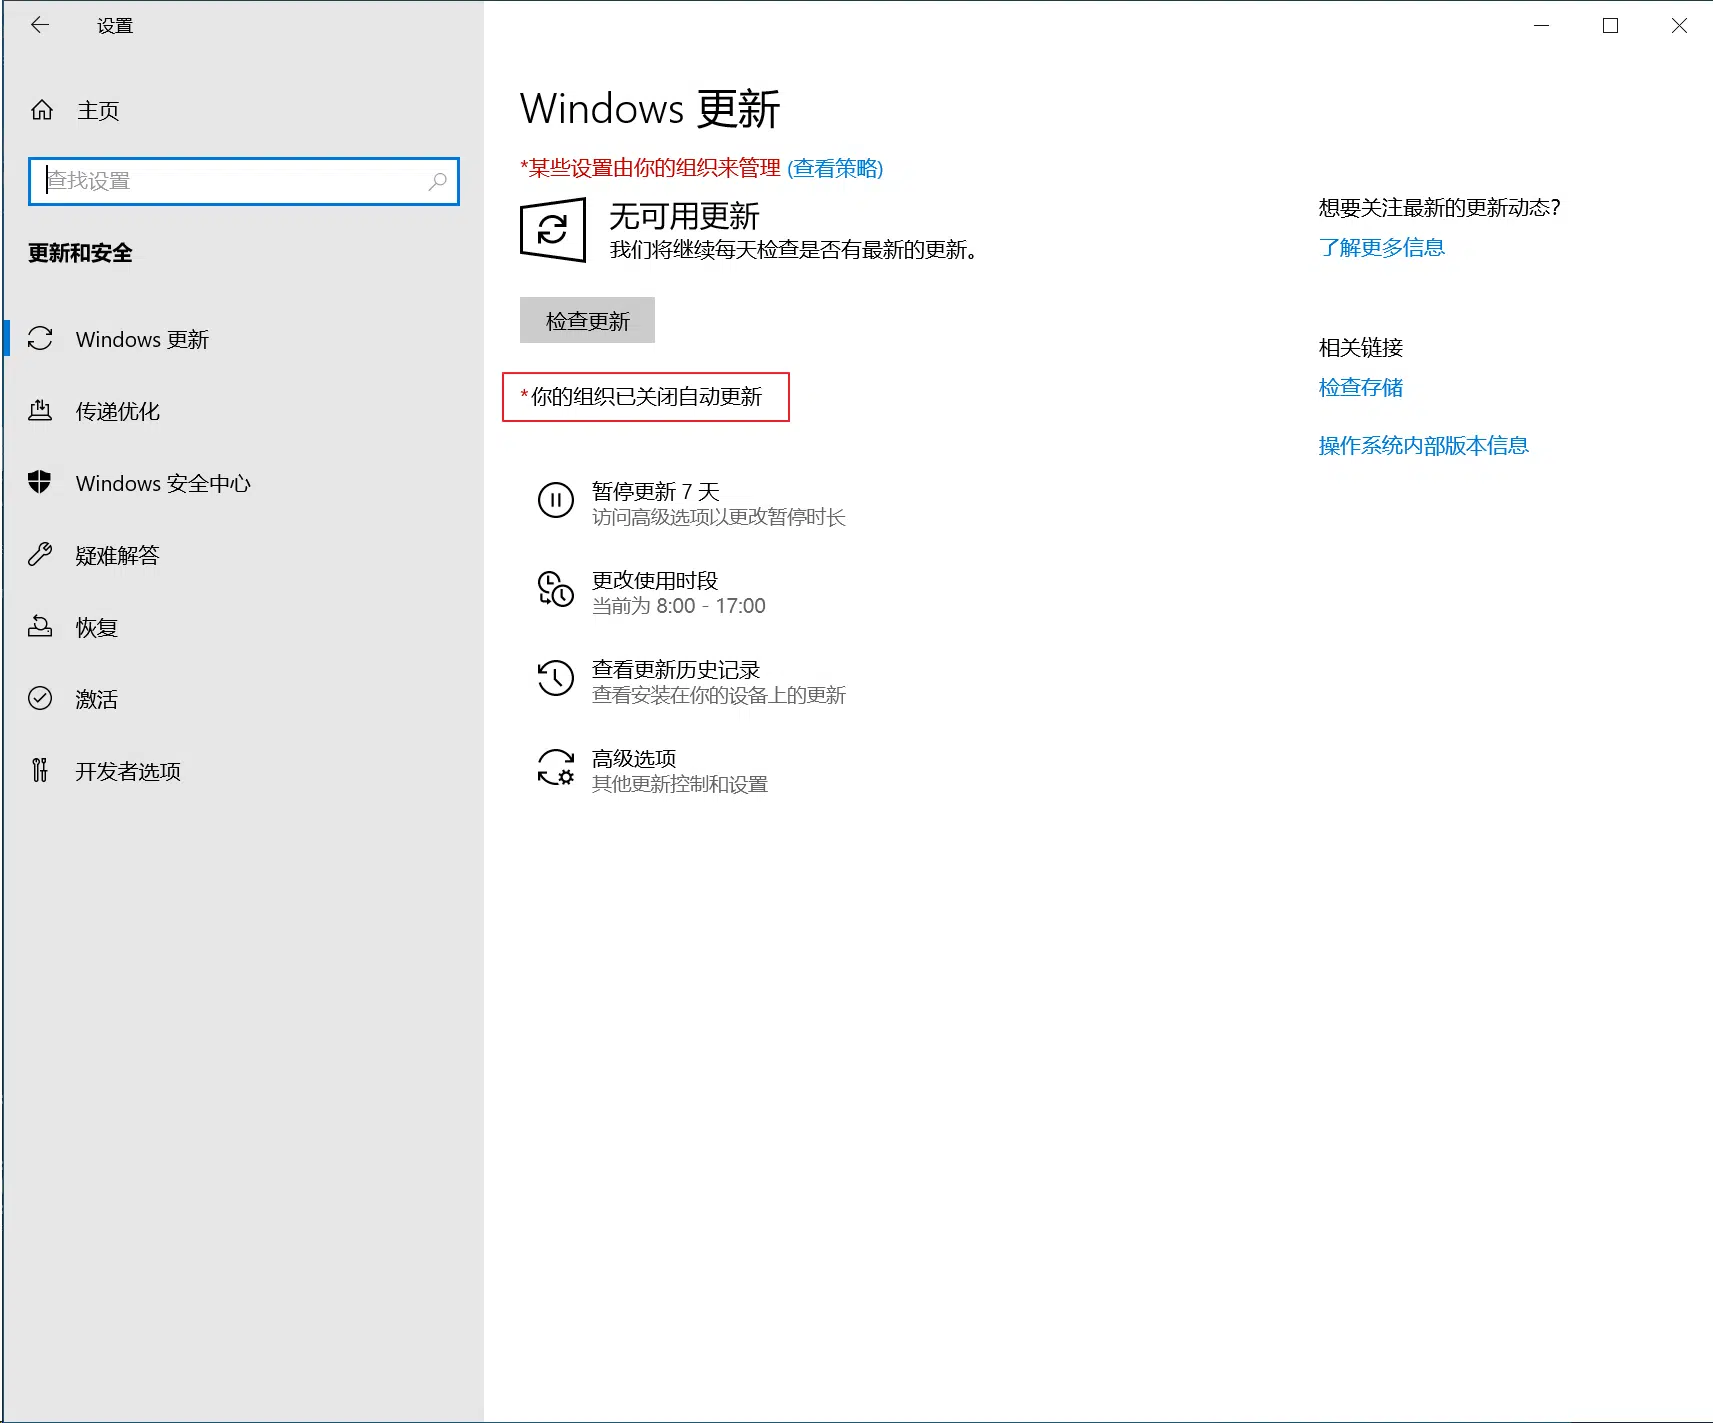 设置
主页
查找设置
更新和安全
Windows 更新
传递优化
Windows 安全中心
疑难解答
恢复
激活
开发者选项
Windows 更新
*某些设置由你的组织来管理 (查看策略)
无可用更新
我们将继续每天检查是否有最新的更新。
检查更新
*你的组织已关闭自动更新
暂停更新 7 天
访问高级选项以更改暂停时长
更改使用时段
当前为 8:00 - 17:00
查看更新历史记录
查看安装在你的设备上的更新
高级选项
其他更新控制和设置
想要关注最新的更新动态?
了解更多信息
相关链接
检查存储
操作系统内部版本信息